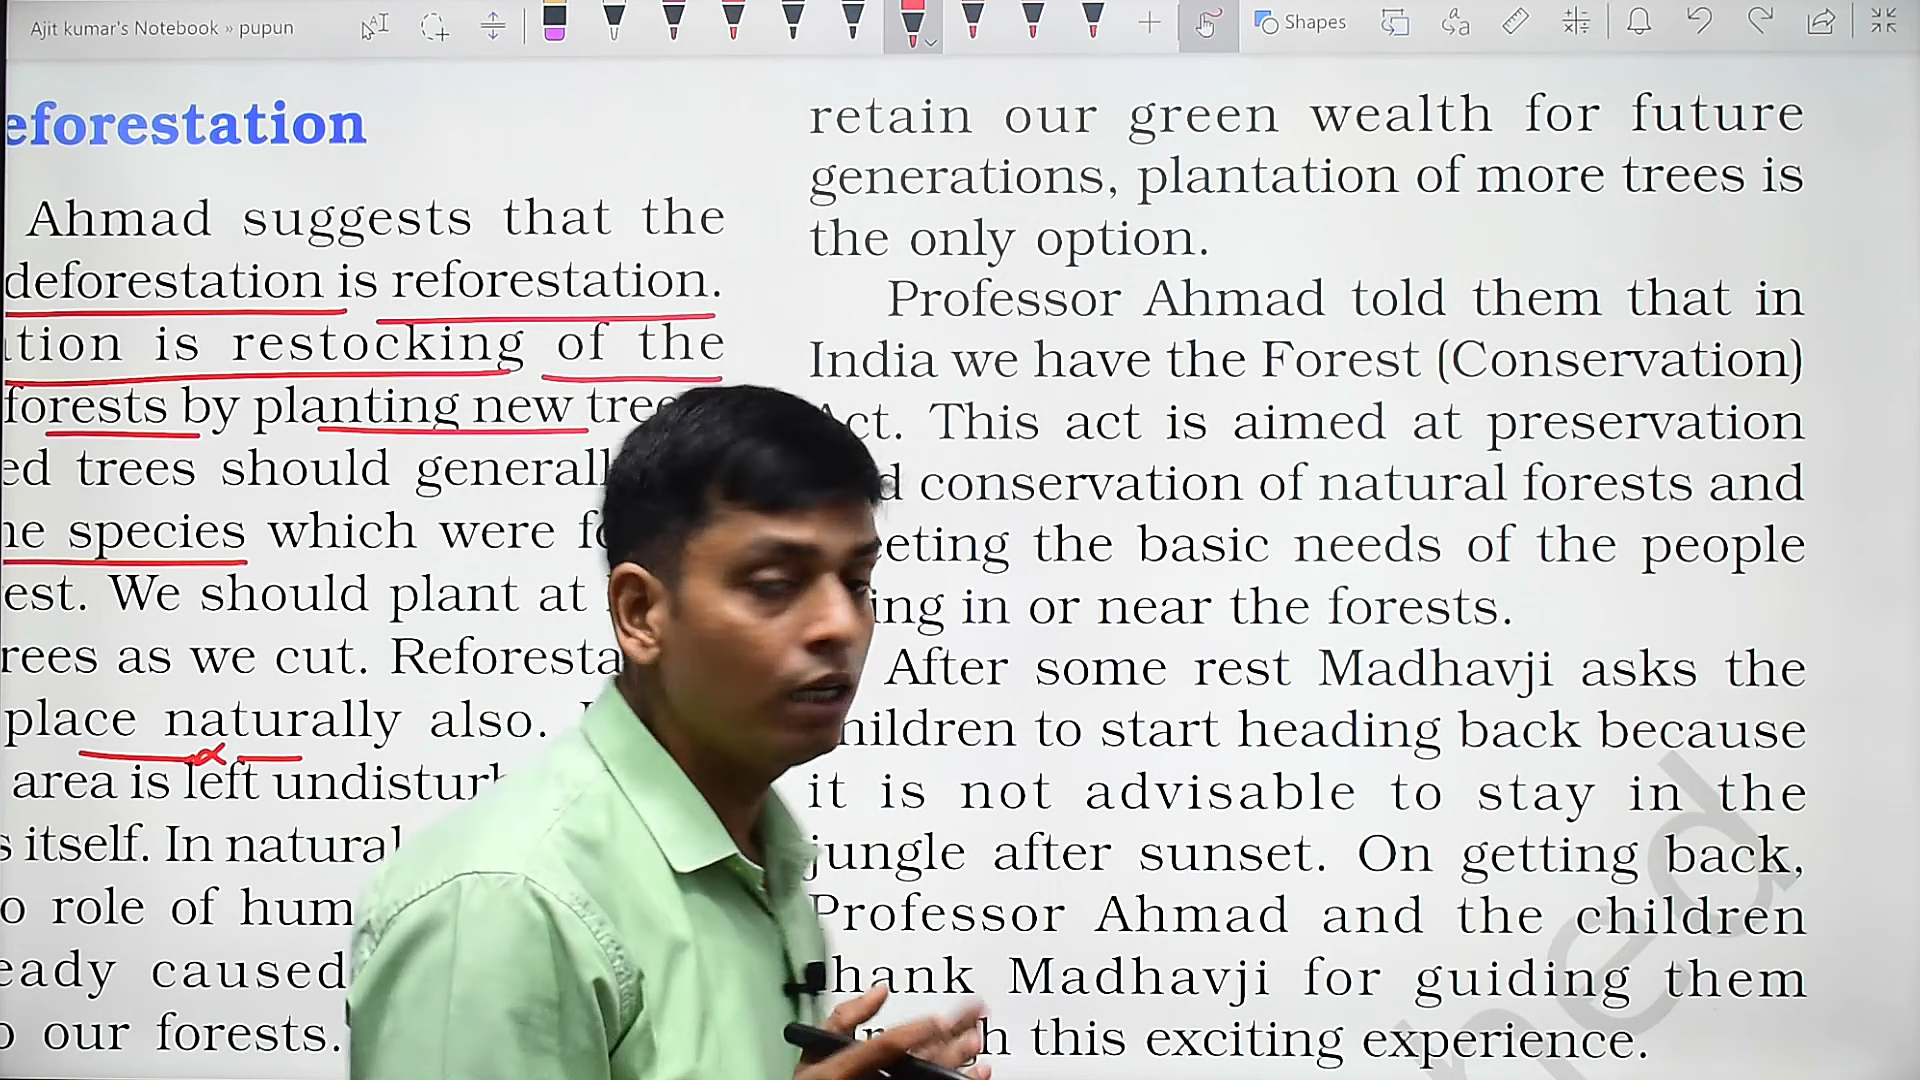 Ajit kumar's Notebook » pupun
Shapes
eforestation
Ahmad suggests that the
deforestation is reforestation.
tion is restocking of the
forests by planting new
ed trees should
species which were
est. We should plant at
rees as we cut.
place naturally also.
area is left
s itself. In natural
o role of
eady caused
o our forests.
retain our green wealth for future
generations, plantation of more trees is
the only option.
Professor Ahmad told them that in
India we have the Forest (Conservation)
Act. This act is aimed at preservation
conservation of natural forests and
eting the basic needs of the people
ing in or near the forests.
After some rest Madhavji asks the
hildren to start heading back because
it is not advisable to stay in the
jungle after sunset. On getting back,
Professor Ahmad and the children
hank Madhavji for guiding them
h this exciting experience.